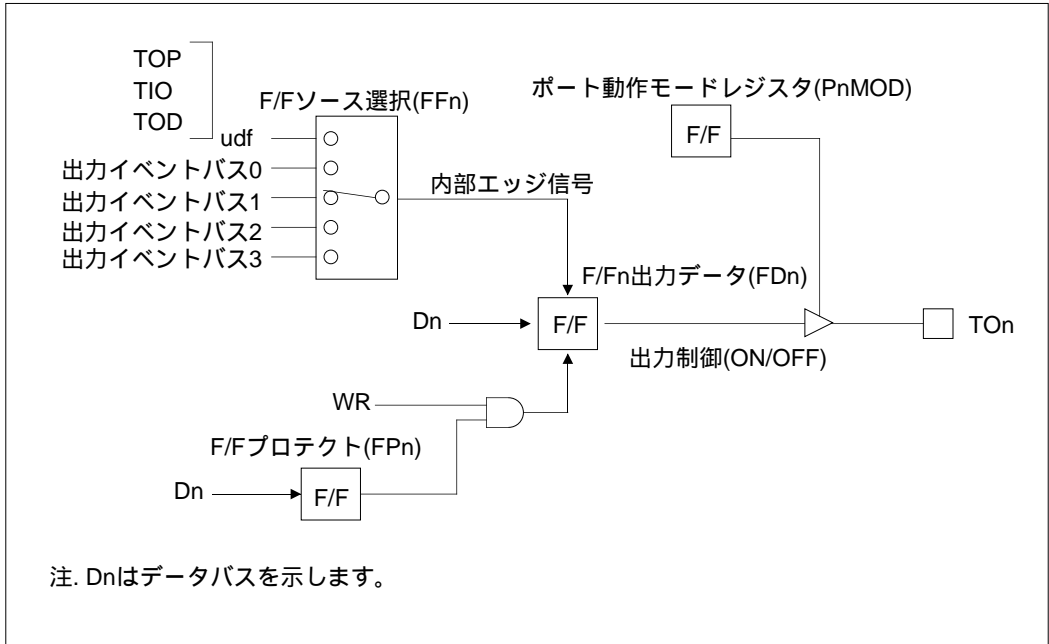 TOP
TIO
TOD
F/Fソース選択(FFn)
ポート動作モードレジスタ(PnMOD)
F/F
udf
出力イベントバス0
出力イベントバス1
出力イベントバス2
出力イベントバス3
内部エッジ信号
F/Fn出力データ(FDn)
Dn
F/F
TOn
出力制御(ON/OFF)
WR
F/Fプロテクト(FPn)
Dn
F/F
注. Dnはデータバスを示します。